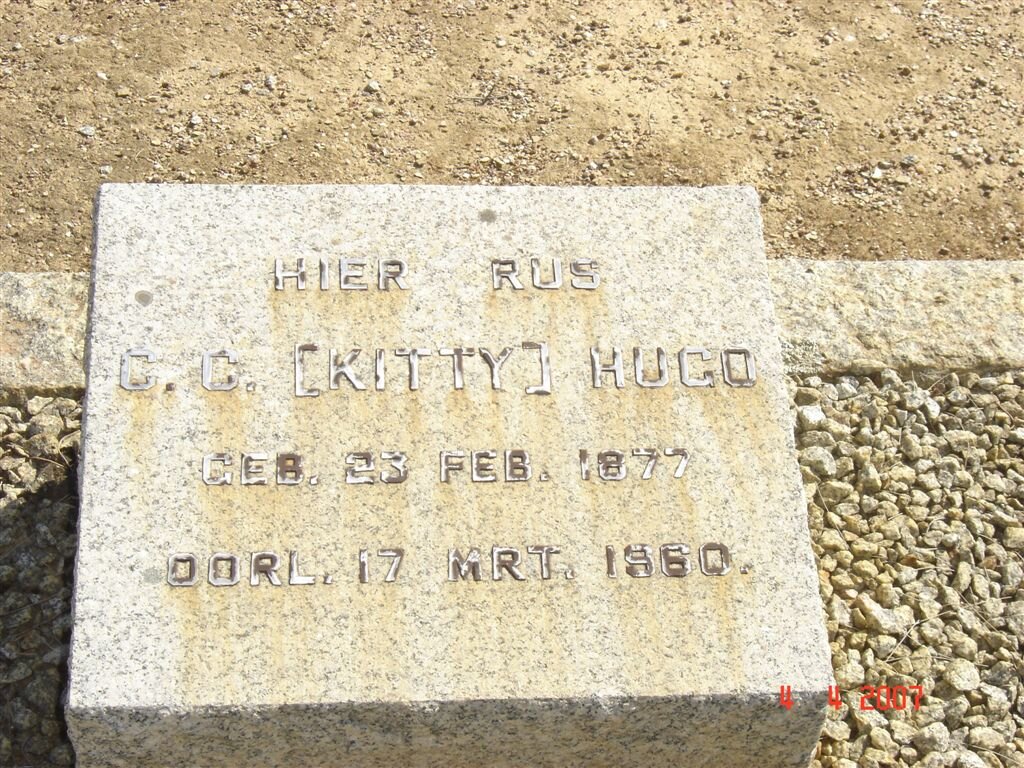 HIER RUS
C. C. [KITTY] HUGO
GEB. 23 FEB. 1877
OORL. 17 MRT. 1960.
4 4 2007